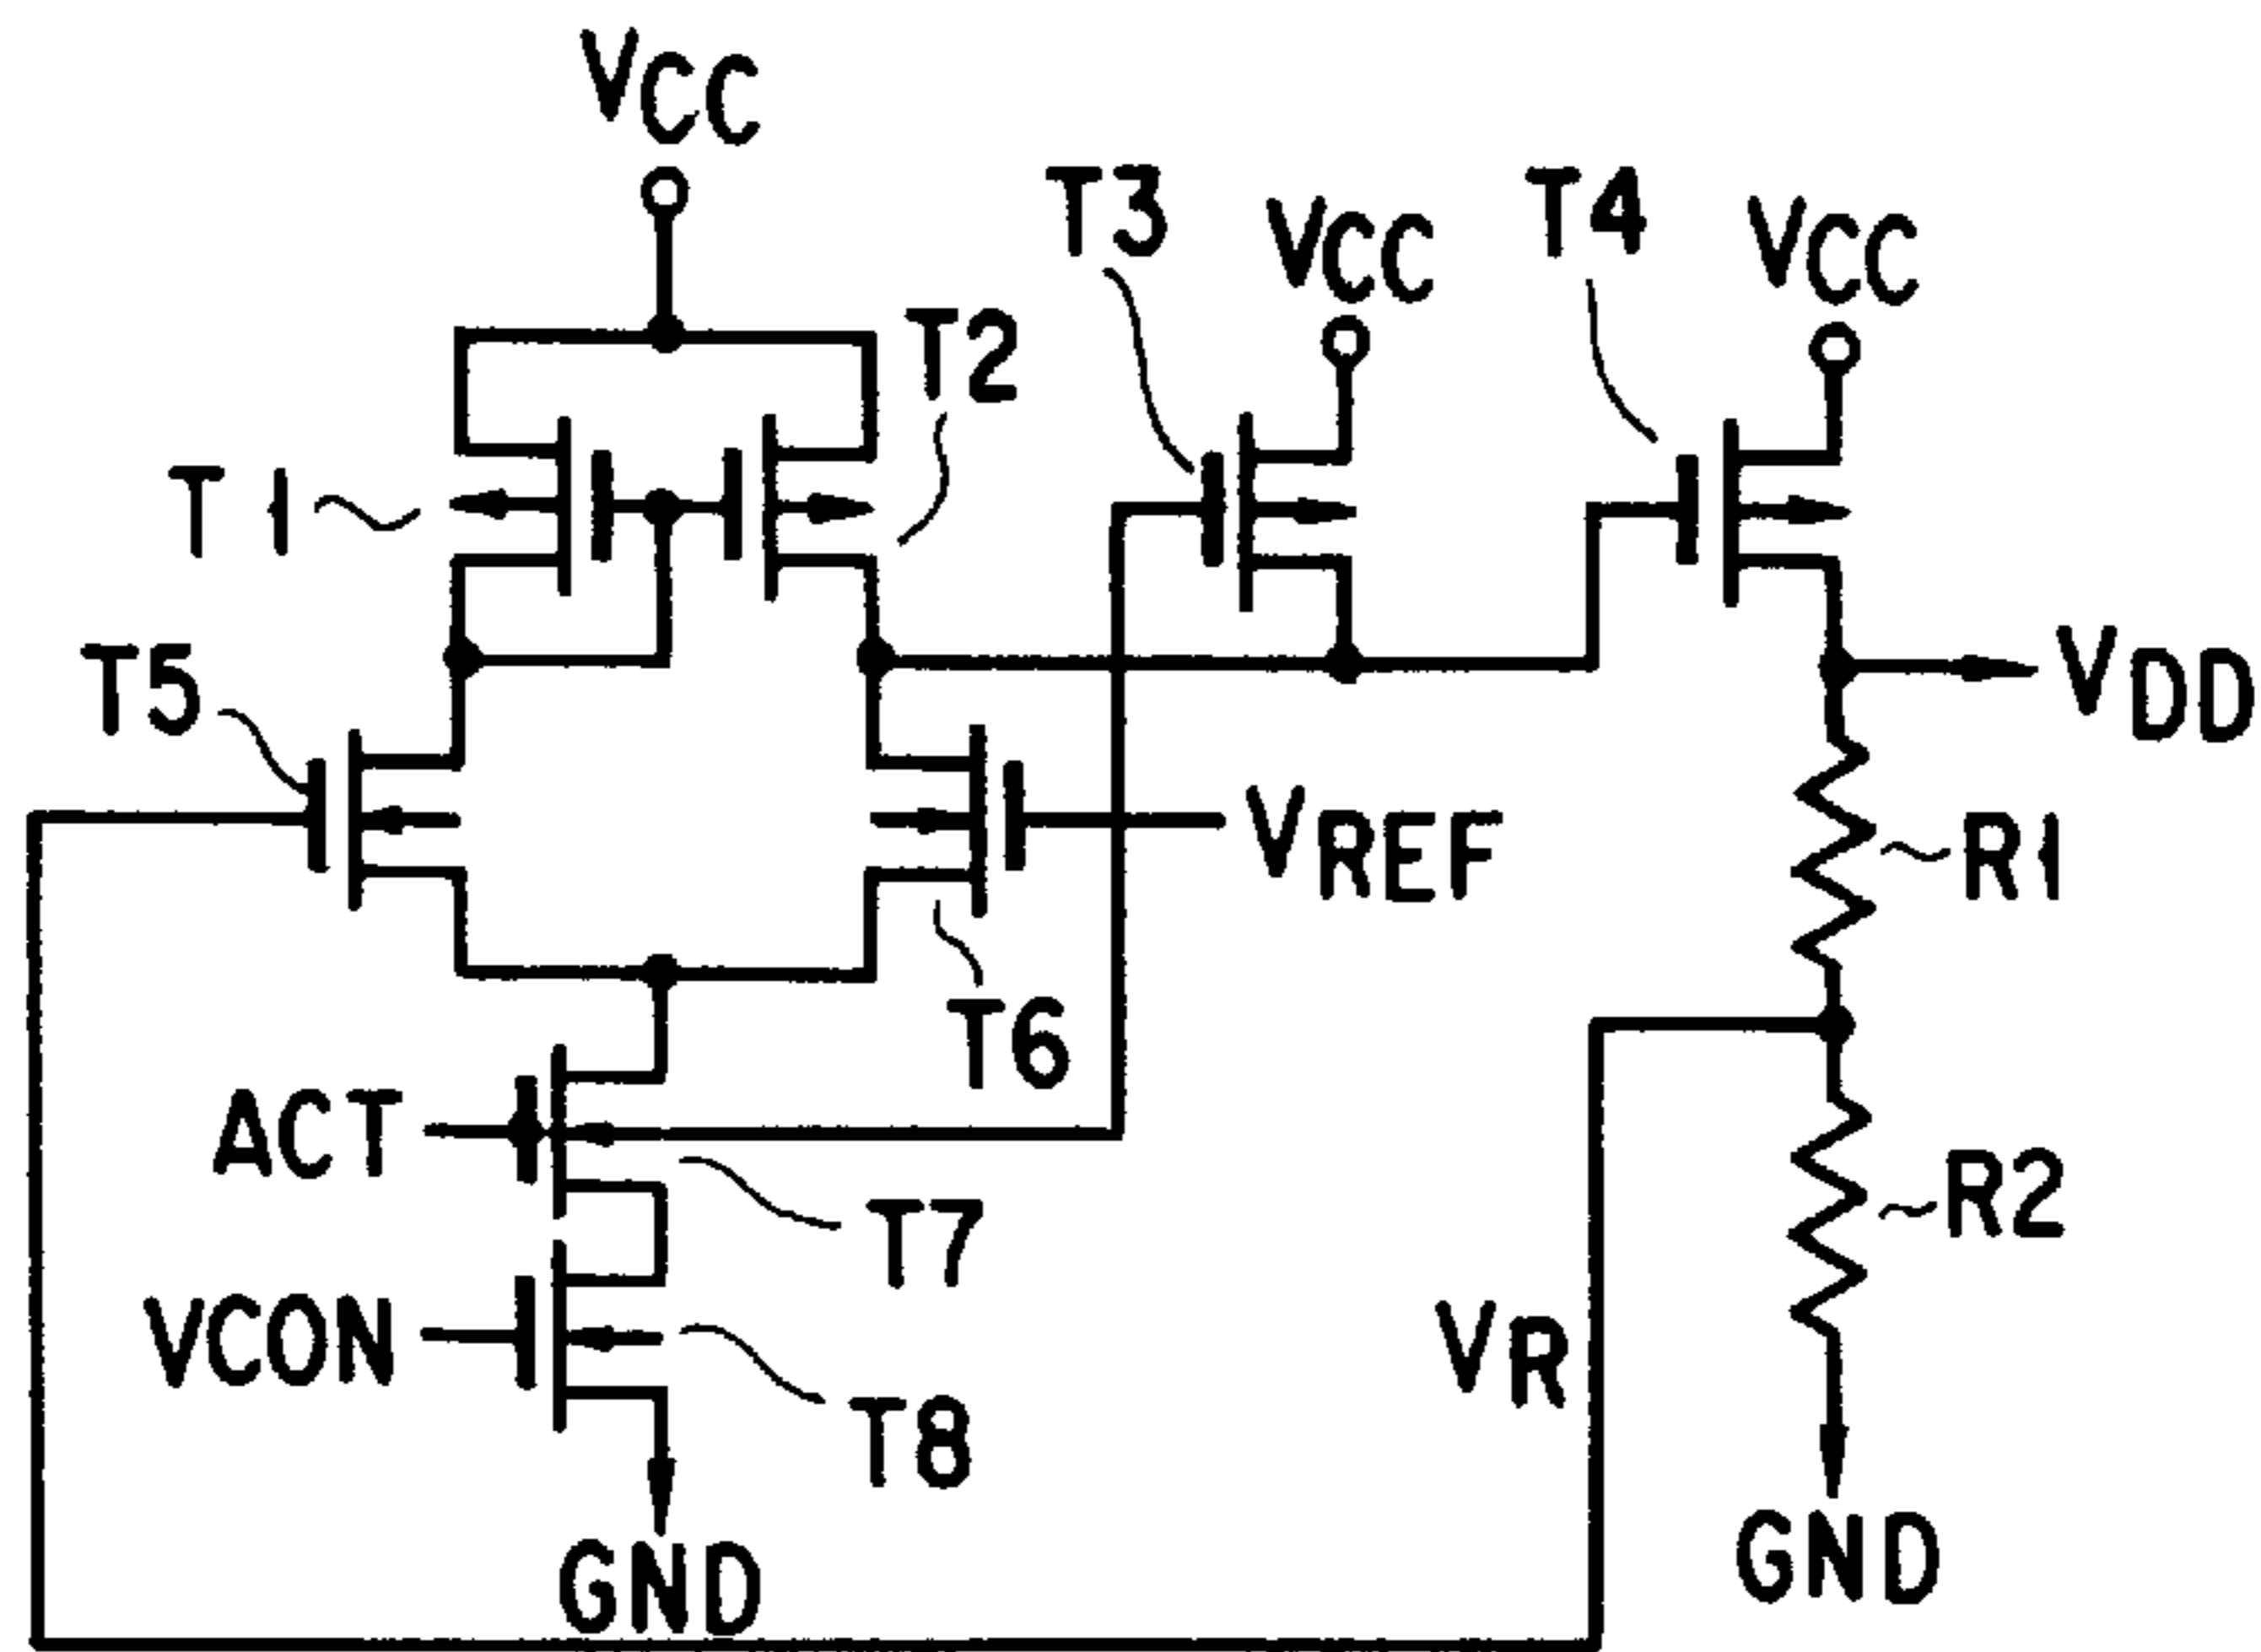 VCC
T3
VCC
T4
VCC
T2
T1
T5
VDD
VREF
R1
T6
ACT
R2
T7
VCON
VR
T8
GND
GND